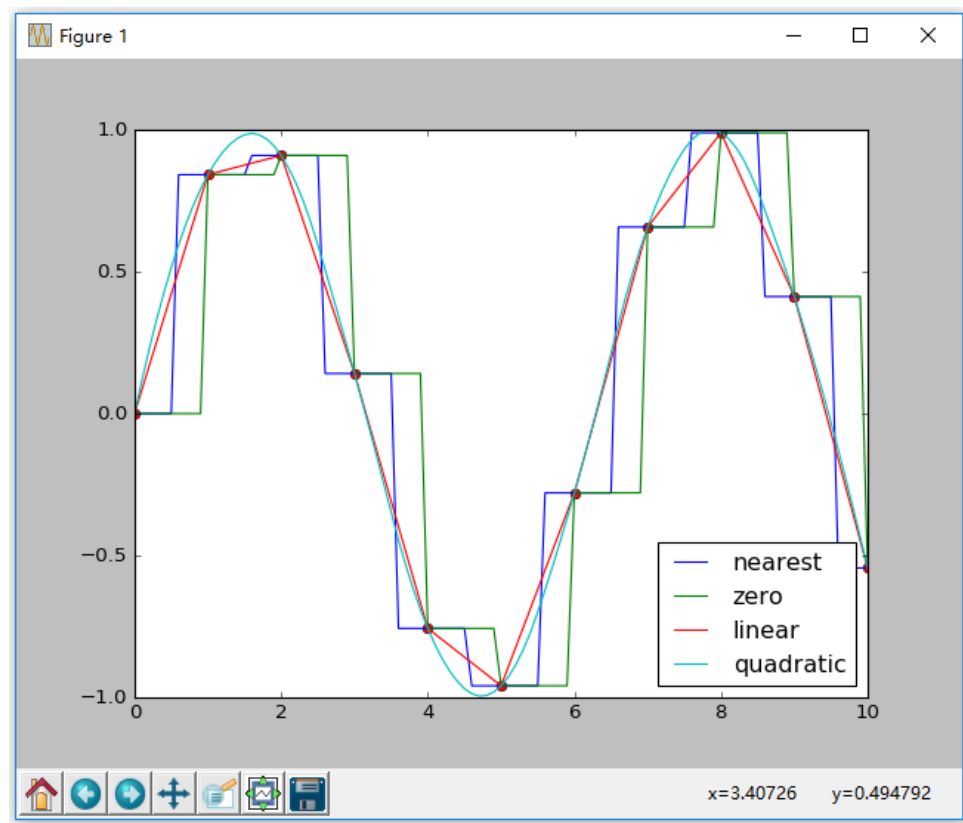 Figure 1
1.0
0.5
0.0
−0.5
−1.0
0 2 4 6 8 10
nearest
zero
linear
quadratic
x=3.40726 y=0.494792